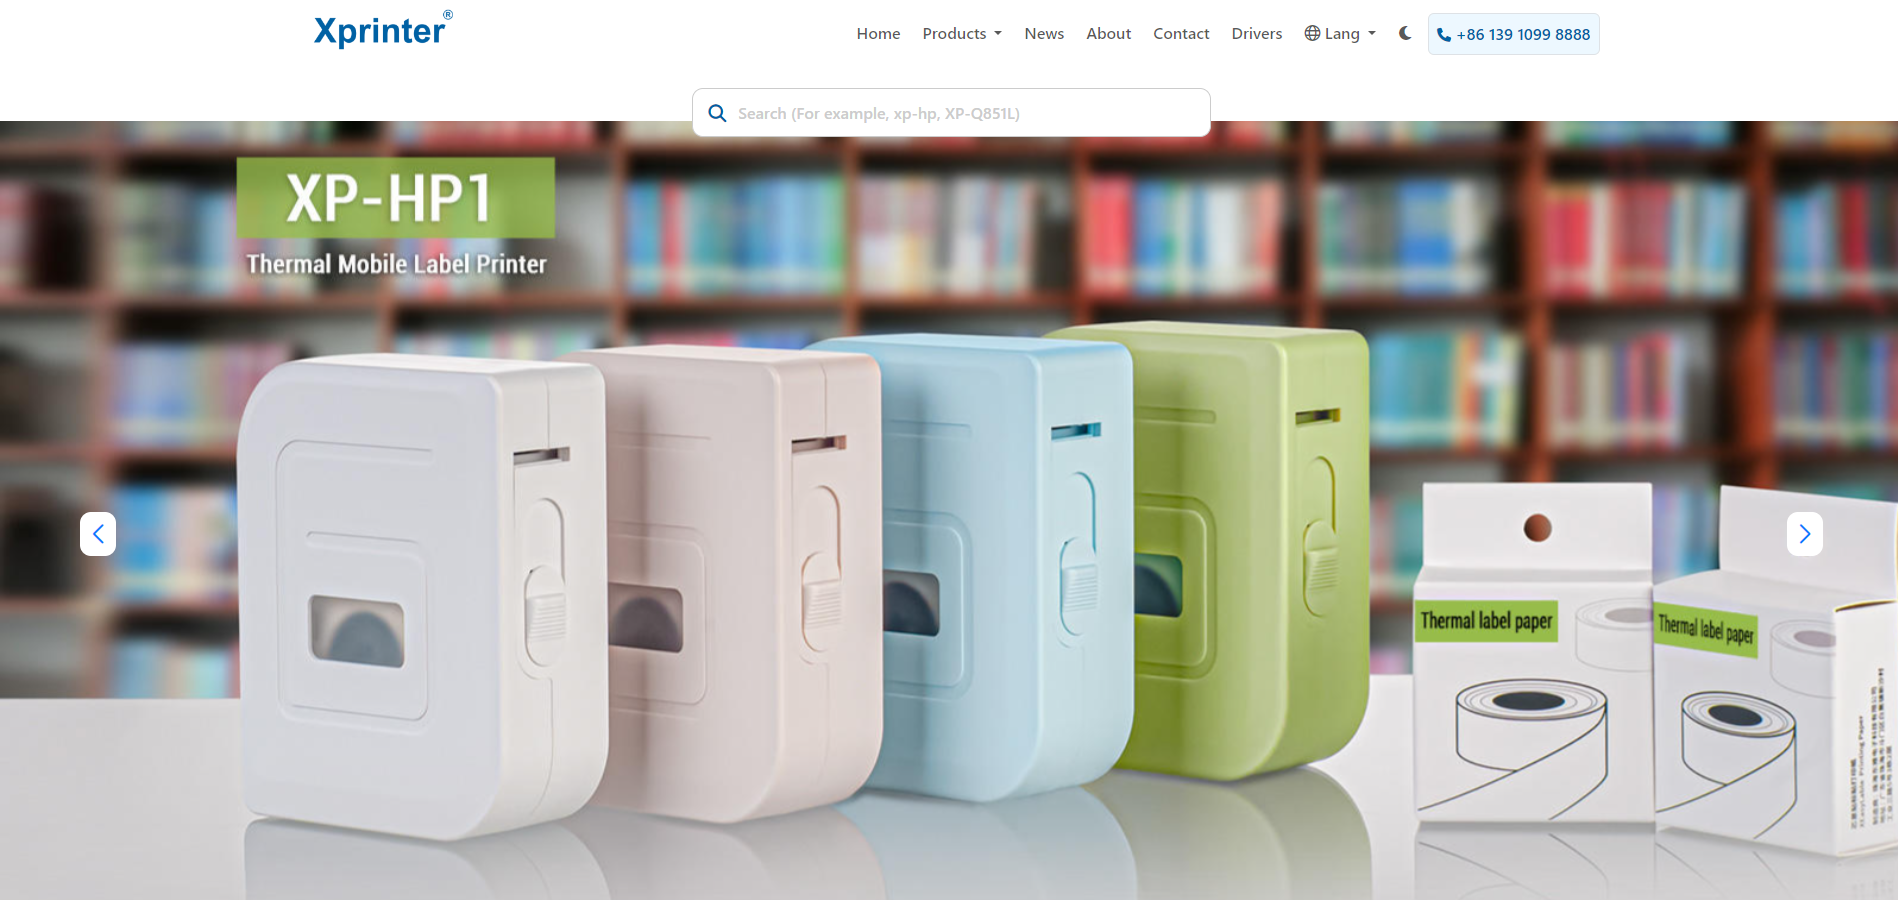 Xprinter®
Home
Products
News
About
Contact
Drivers
Lang
+86 139 1099 8888
Search (For example, xp-hp, XP-Q851L)
XP-HP1
Thermal Mobile Label Printer
Thermal label paper
Thermal label paper